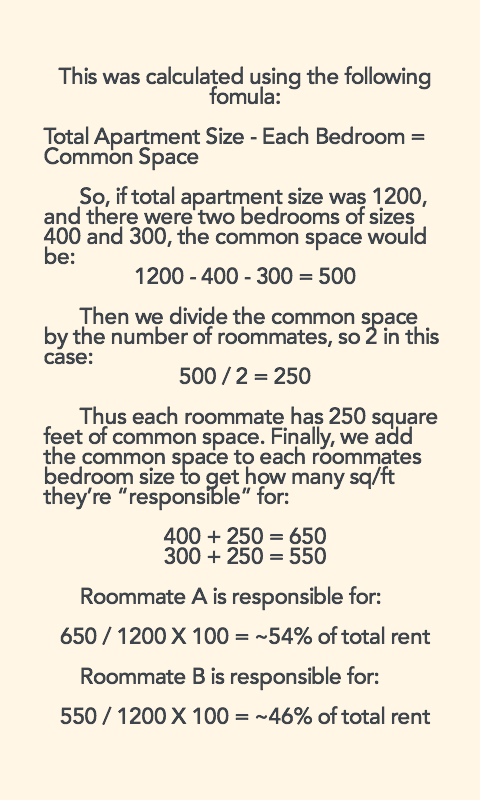 This was calculated using the following
fomula:
Total Apartment Size - Each Bedroom =
Common Space
So, if total apartment size was 1200,
and there were two bedrooms of sizes
400 and 300, the common space would
be:
1200 - 400 - 300 = 500
Then we divide the common space
by the number of roommates, so 2 in this
case:
500 / 2 = 250
Thus each roommate has 250 square
feet of common space. Finally, we add
the common space to each roommates
bedroom size to get how many sq/ft
they’re “responsible” for:
400 + 250 = 650
300 + 250 = 550
Roommate A is responsible for:
650 / 1200 X 100 = ~54% of total rent
Roommate B is responsible for:
550 / 1200 X 100 = ~46% of total rent